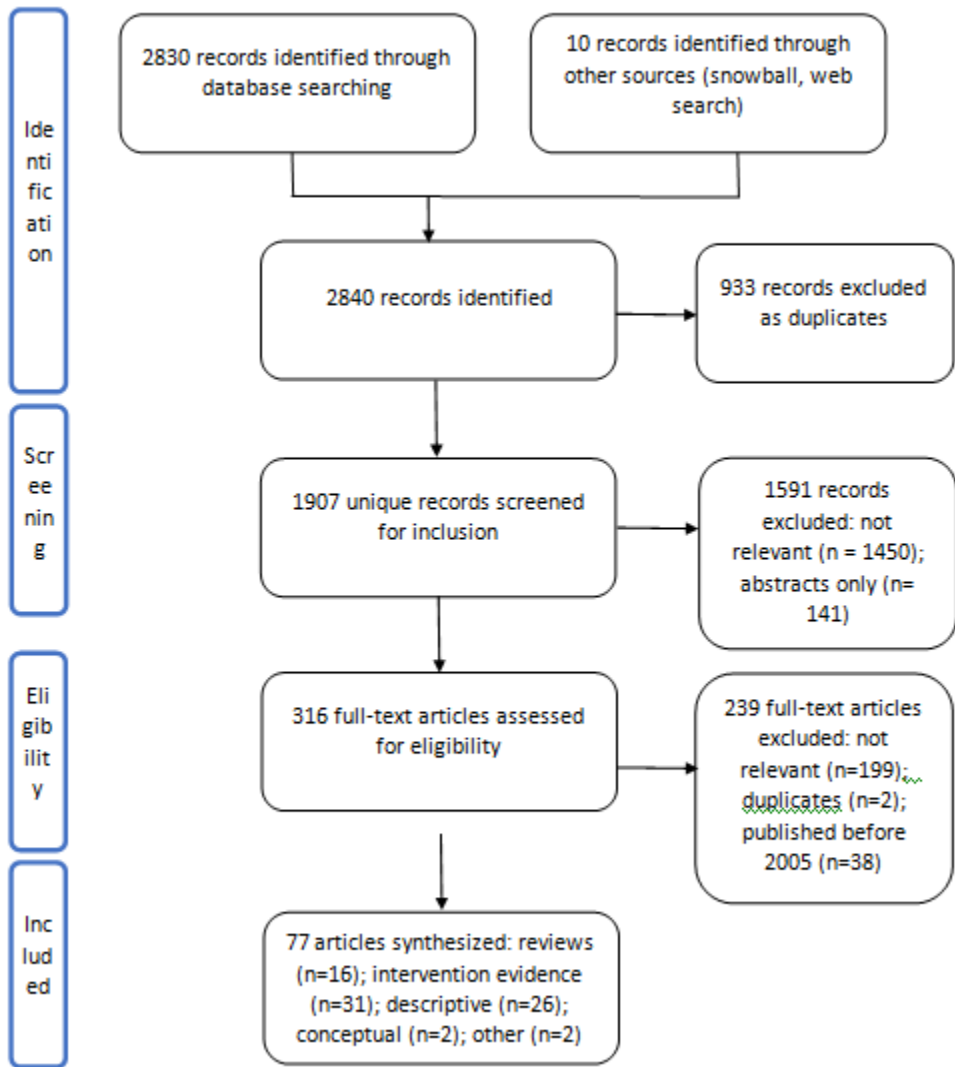 Ide
nti
fic
ati
on
2830 records identified through
database searching
10 records identified through
other sources (snowball, web
search)
2840 records identified
933 records excluded
as duplicates
Scr
ee
nin
g
1907 unique records screened
for inclusion
1591 records
excluded: not
relevant (n = 1450);
abstracts only (n=
141)
Eli
gib
ilit
y
316 full-text articles assessed
for eligibility
239 full-text articles
excluded: not
relevant (n=199);
duplicates (n=2);
published before
2005 (n=38)
Inc
lud
ed
77 articles synthesized: reviews
(n=16); intervention evidence
(n=31); descriptive (n=26);
conceptual (n=2); other (n=2)